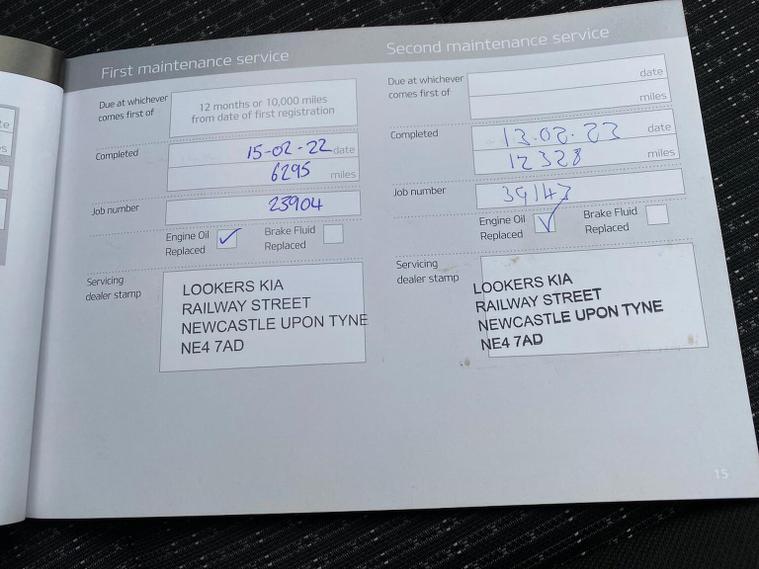 te
s
First maintenance service
Due at whichever
comes first of
12 months or 10,000 miles
from date of first registration
Completed
15-02-22 date
6295 miles
Job number
23904
Engine Oil
Replaced
Brake Fluid
Replaced
Servicing
dealer stamp
LOOKERS KIA
RAILWAY STREET
NEWCASTLE UPON TYNE
NE4 7AD
Second maintenance service
Due at whichever
comes first of
date
miles
Completed
13.02.23 date
12328 miles
Job number
39147
Engine Oil
Replaced
Brake Fluid
Replaced
Servicing
dealer stamp
LOOKERS KIA
RAILWAY STREET
NEWCASTLE UPON TYNE
NE4 7AD
15